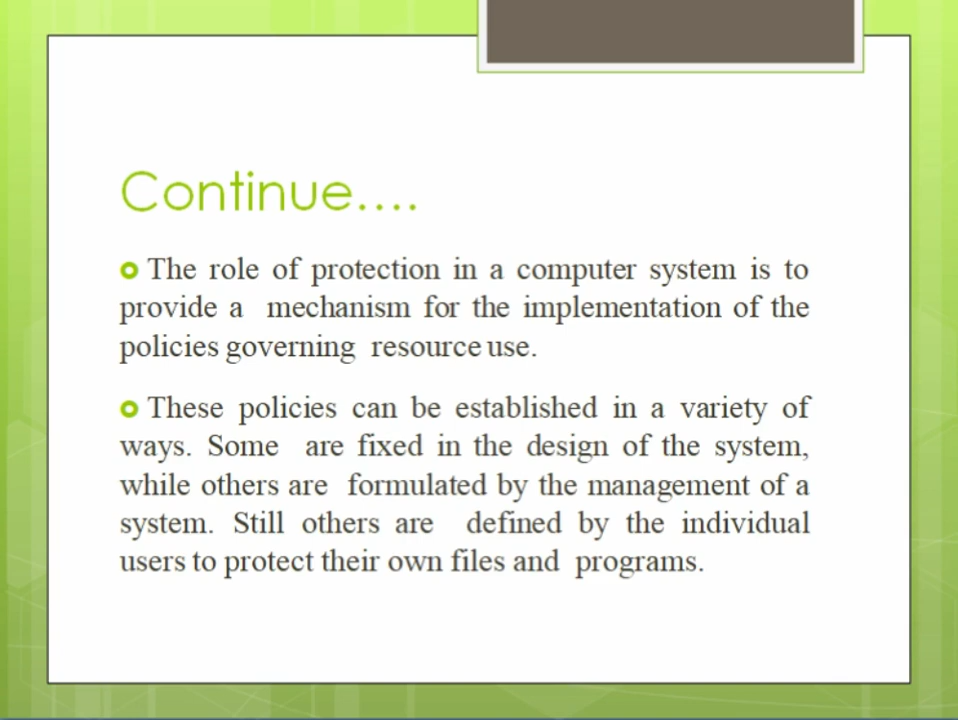 Continue....
The role of protection in a computer system is to
provide a mechanism for the implementation of the
policies governing resource use.
These policies can be established in a variety of
ways. Some are fixed in the design of the system,
while others are formulated by the management of a
system. Still others are defined by the individual
users to protect their own files and programs.